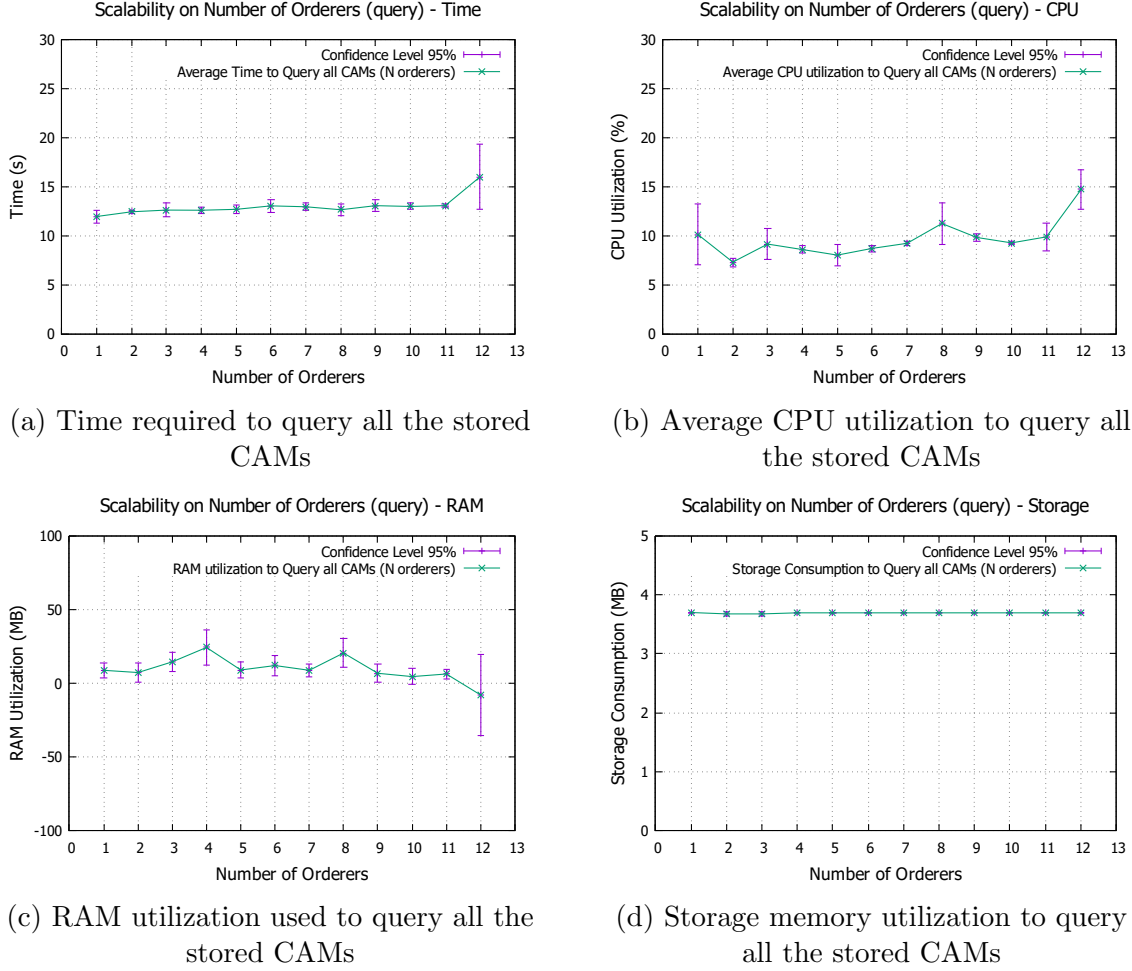 Scalability on Number of Orderers (query) - Time
30
25
20
15
10
5
0
Time (s)
Confidence Level 95%
Average Time to Query all CAMs (N orderers)
0 1 2 3 4 5 6 7 8 9 10 11 12 13
Number of Orderers
(a) Time required to query all the stored
CAMs
Scalability on Number of Orderers (query) - CPU
30
25
20
15
10
5
0
CPU Utilization (%)
Confidence Level 95%
Average CPU utilization to Query all CAMs (N orderers)
0 1 2 3 4 5 6 7 8 9 10 11 12 13
Number of Orderers
(b) Average CPU utilization to query all
the stored CAMs
Scalability on Number of Orderers (query) - RAM
100
50
0
-50
-100
RAM Utilization (MB)
Confidence Level 95%
RAM utilization to Query all CAMs (N orderers)
0 1 2 3 4 5 6 7 8 9 10 11 12 13
Number of Orderers
(c) RAM utilization used to query all the
stored CAMs
Scalability on Number of Orderers (query) - Storage
5
4
3
2
1
0
Storage Consumption (MB)
Confidence Level 95%
Storage Consumption to Query all CAMs (N orderers)
0 1 2 3 4 5 6 7 8 9 10 11 12 13
Number of Orderers
(d) Storage memory utilization to query
all the stored CAMs